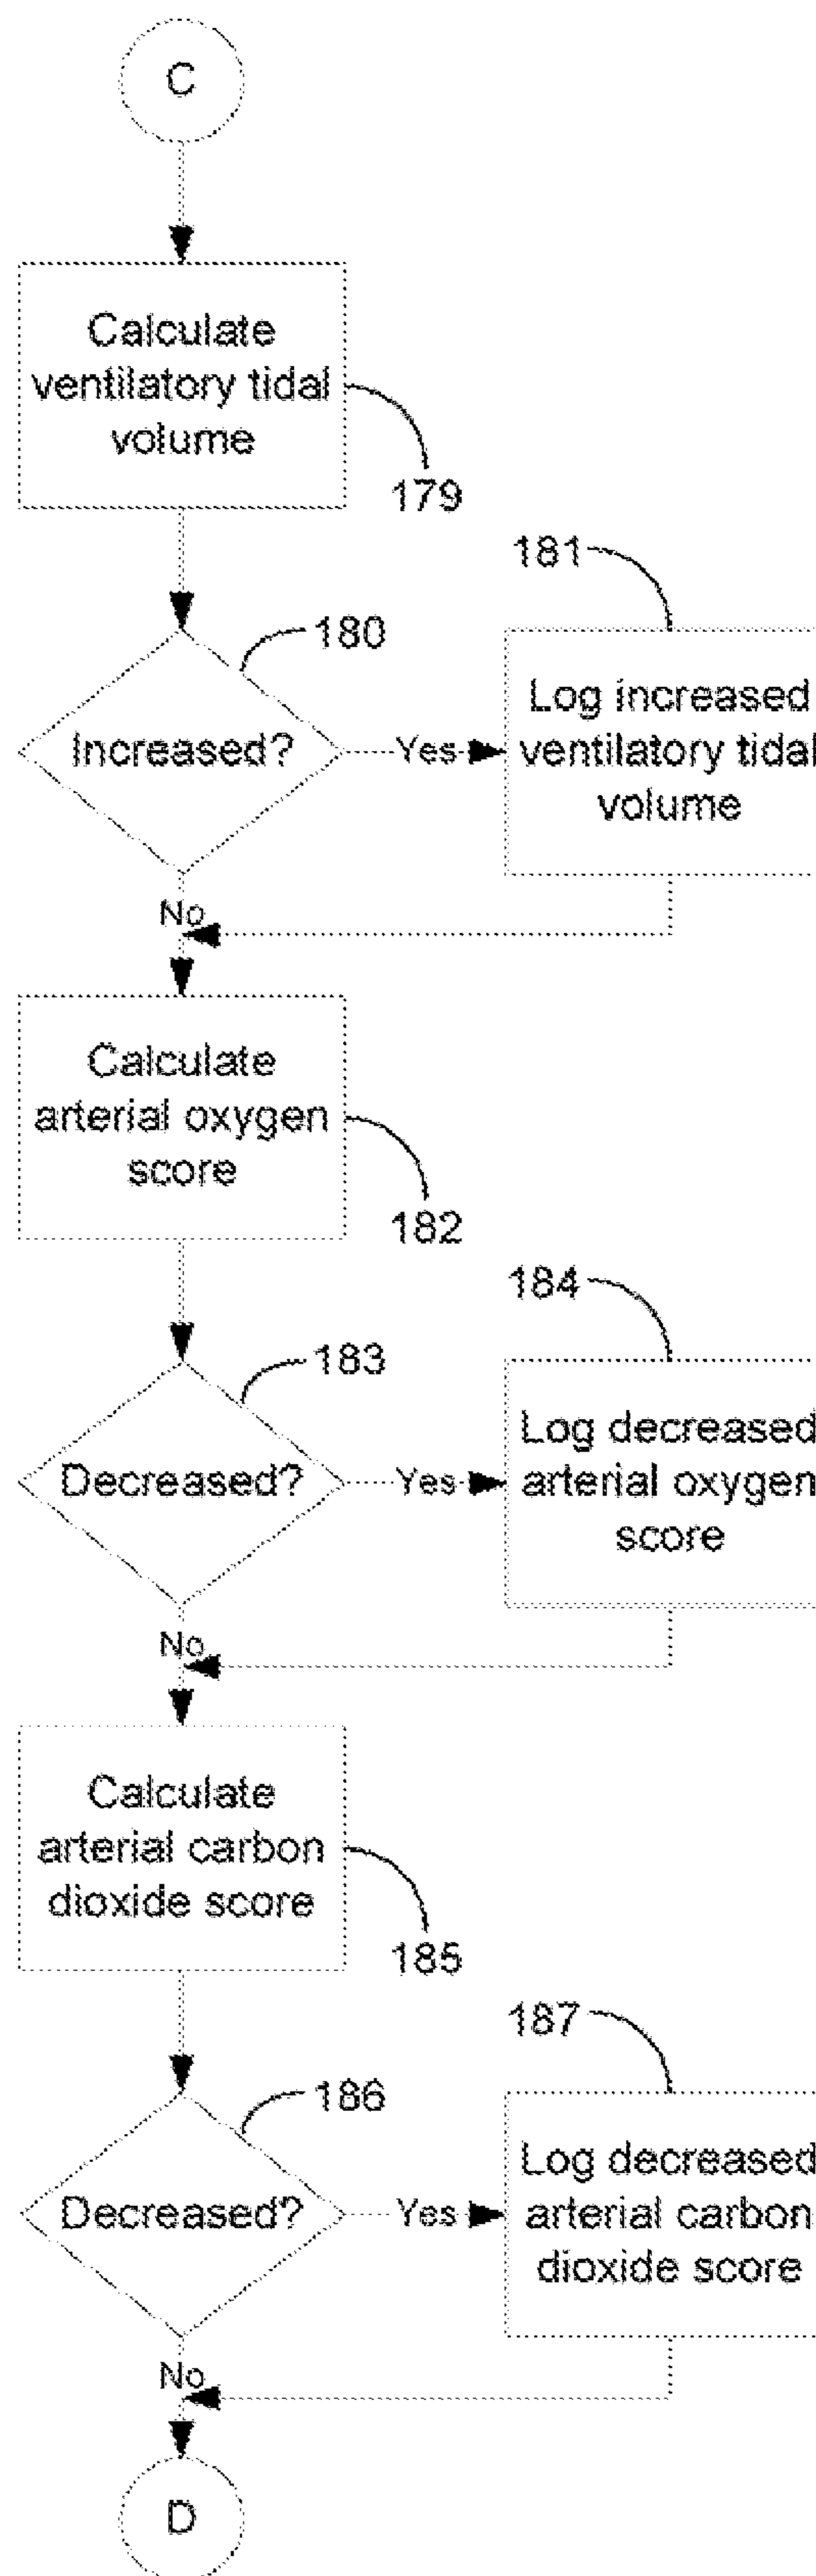 C
Calculate
ventilatory tidal
volume
179
181
180
Increased?
Yes
Log increased
ventilatory tidal
volume
No
Calculate
arterial oxygen
score
182
184
183
Decreased?
Yes
Log decreased
arterial oxygen
score
No
Calculate
arterial carbon
dioxide score
185
187
186
Decreased?
Yes
Log decreased
arterial carbon
dioxide score
No
D